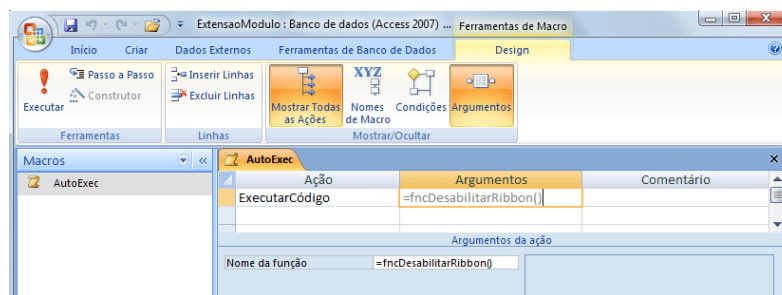 ExtensaoModulo : Banco de dados (Access 2007) ... Ferramentas de Macro
Início Criar Dados Externos Ferramentas de Banco de Dados Design
Executar
Passo a Passo
Construtor
Ferramentas
Inserir Linhas
Excluir Linhas
Linhas
Mostrar Todas
as Ações
XYZ
Nomes
de Macro
Condições
Argumentos
Mostrar/Ocultar
Macros
AutoExec
AutoExec
Ação Argumentos Comentário
ExecutarCódigo =fncDesabilitarRibbon()
Argumentos da ação
Nome da função =fncDesabilitarRibbon()